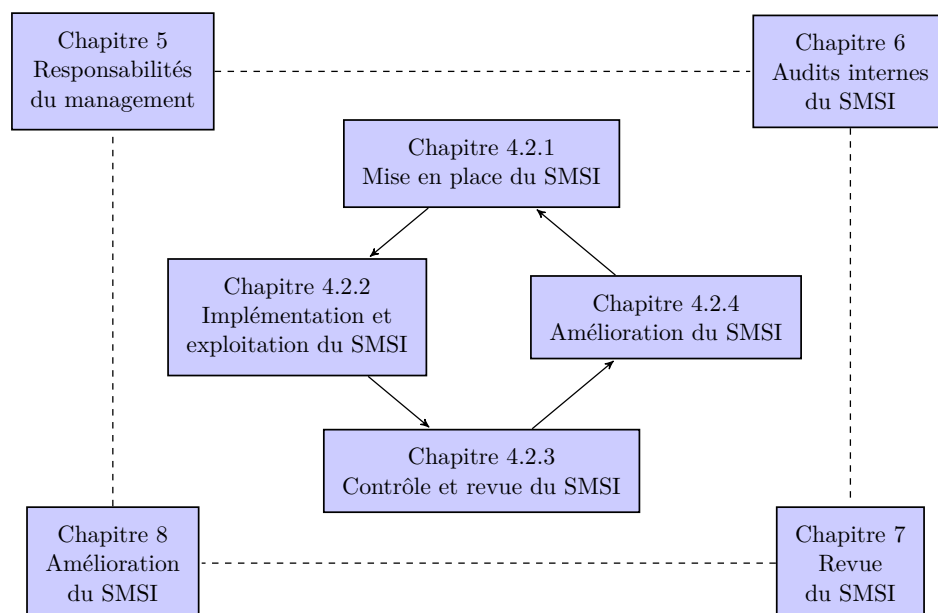 Chapitre 5
Responsabilités
du management
Chapitre 6
Audits internes
du SMSI
Chapitre 4.2.1
Mise en place du SMSI
Chapitre 4.2.2
Implémentation et
exploitation du SMSI
Chapitre 4.2.4
Amélioration du SMSI
Chapitre 4.2.3
Contrôle et revue du SMSI
Chapitre 8
Amélioration
du SMSI
Chapitre 7
Revue
du SMSI